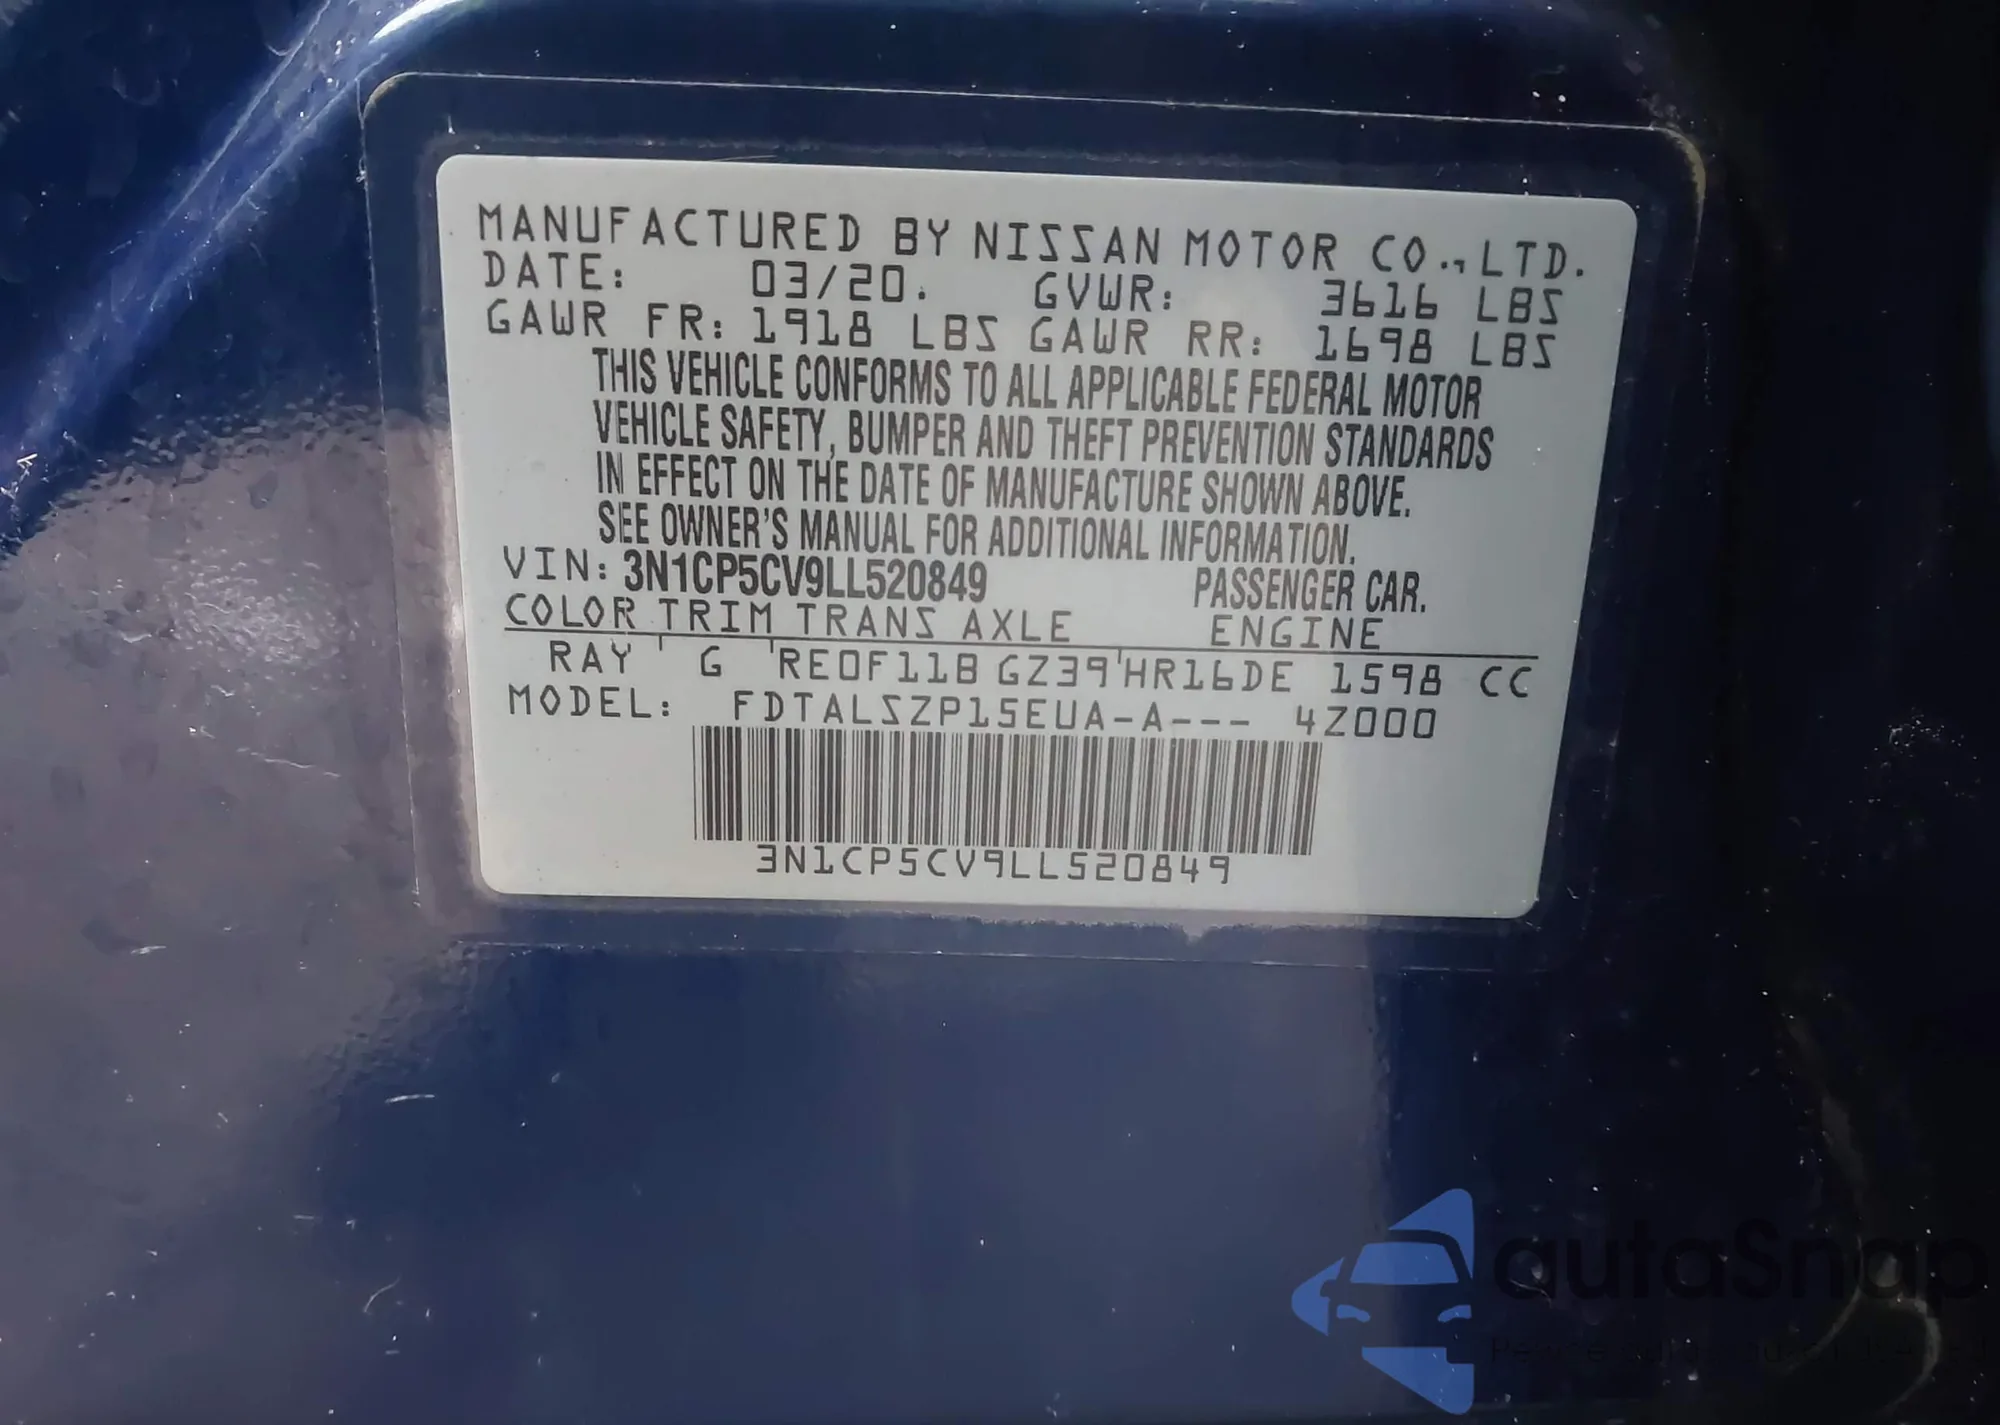 MANUFACTURED BY NISSAN MOTOR CO.,LTD.
DATE: 03/20. GVWR: 3616 LBS
GAWR FR: 1918 LBS GAWR RR: 1698 LBS
THIS VEHICLE CONFORMS TO ALL APPLICABLE FEDERAL MOTOR
VEHICLE SAFETY, BUMPER AND THEFT PREVENTION STANDARDS
IN EFFECT ON THE DATE OF MANUFACTURE SHOWN ABOVE.
SEE OWNER'S MANUAL FOR ADDITIONAL INFORMATION.
VIN: 3N1CP5CV9LL520849 PASSENGER CAR.
COLOR TRIM TRANS AXLE ENGINE
RAY G RE0F11B GZ39 HR16DE 1598 CC
MODEL: FDTALSZP15EUA-A--- 4Z000
3N1CP5CV9LL520849
autaSnap